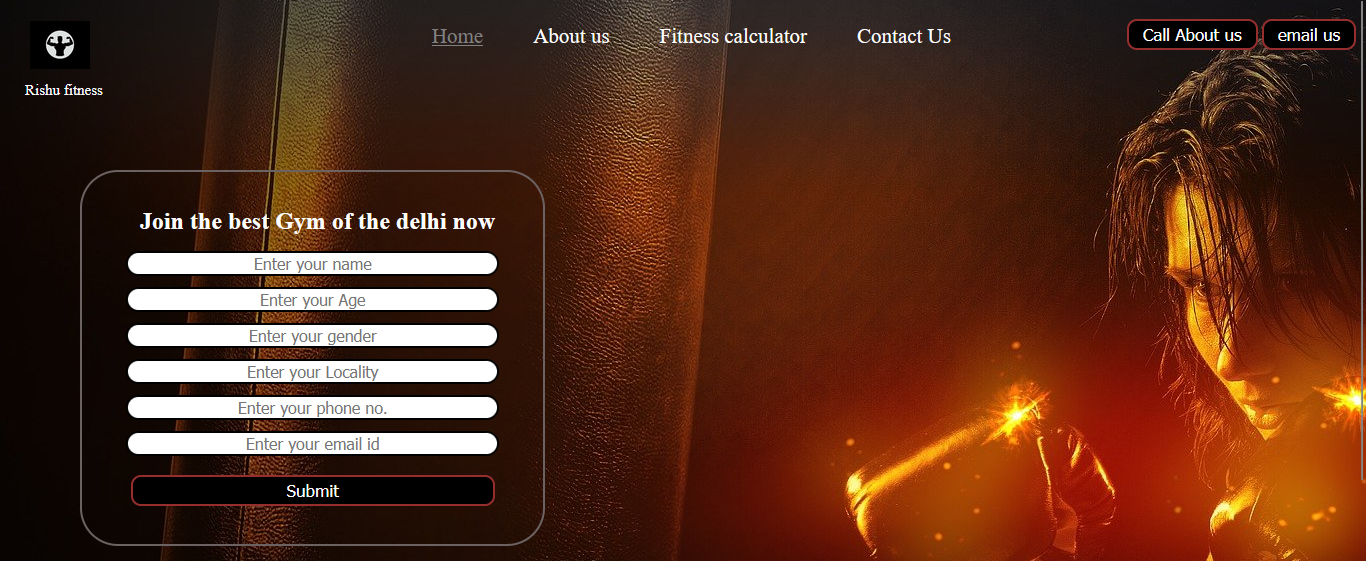 Home
About us
Fitness calculator
Contact Us
Call About us
email us
Rishu fitness
Join the best Gym of the delhi now
Enter your name
Enter your Age
Enter your gender
Enter your Locality
Enter your phone no.
Enter your email id
Submit